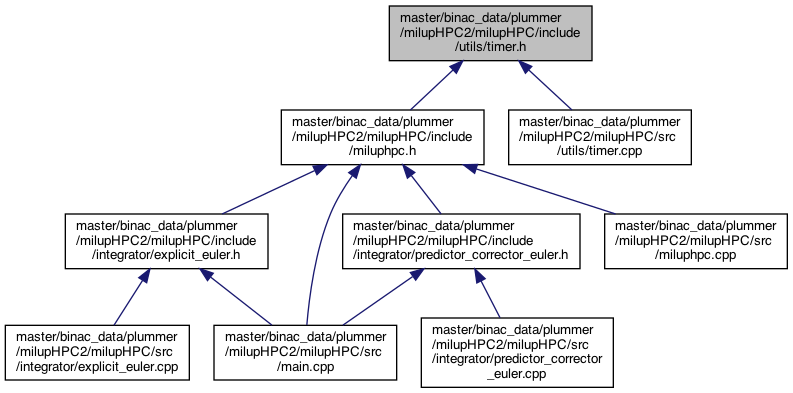 master/binac_data/plummer
/milupHPC2/milupHPC/include
/utils/timer.h
master/binac_data/plummer
/milupHPC2/milupHPC/include
/miluphpc.h
master/binac_data/plummer
/milupHPC2/milupHPC/src
/utils/timer.cpp
master/binac_data/plummer
/milupHPC2/milupHPC/include
/integrator/explicit_euler.h
master/binac_data/plummer
/milupHPC2/milupHPC/include
/integrator/predictor_corrector_euler.h
master/binac_data/plummer
/milupHPC2/milupHPC/src
/miluphpc.cpp
master/binac_data/plummer
/milupHPC2/milupHPC/src
/integrator/explicit_euler.cpp
master/binac_data/plummer
/milupHPC2/milupHPC/src
/main.cpp
master/binac_data/plummer
/milupHPC2/milupHPC/src
/integrator/predictor_corrector
_euler.cpp